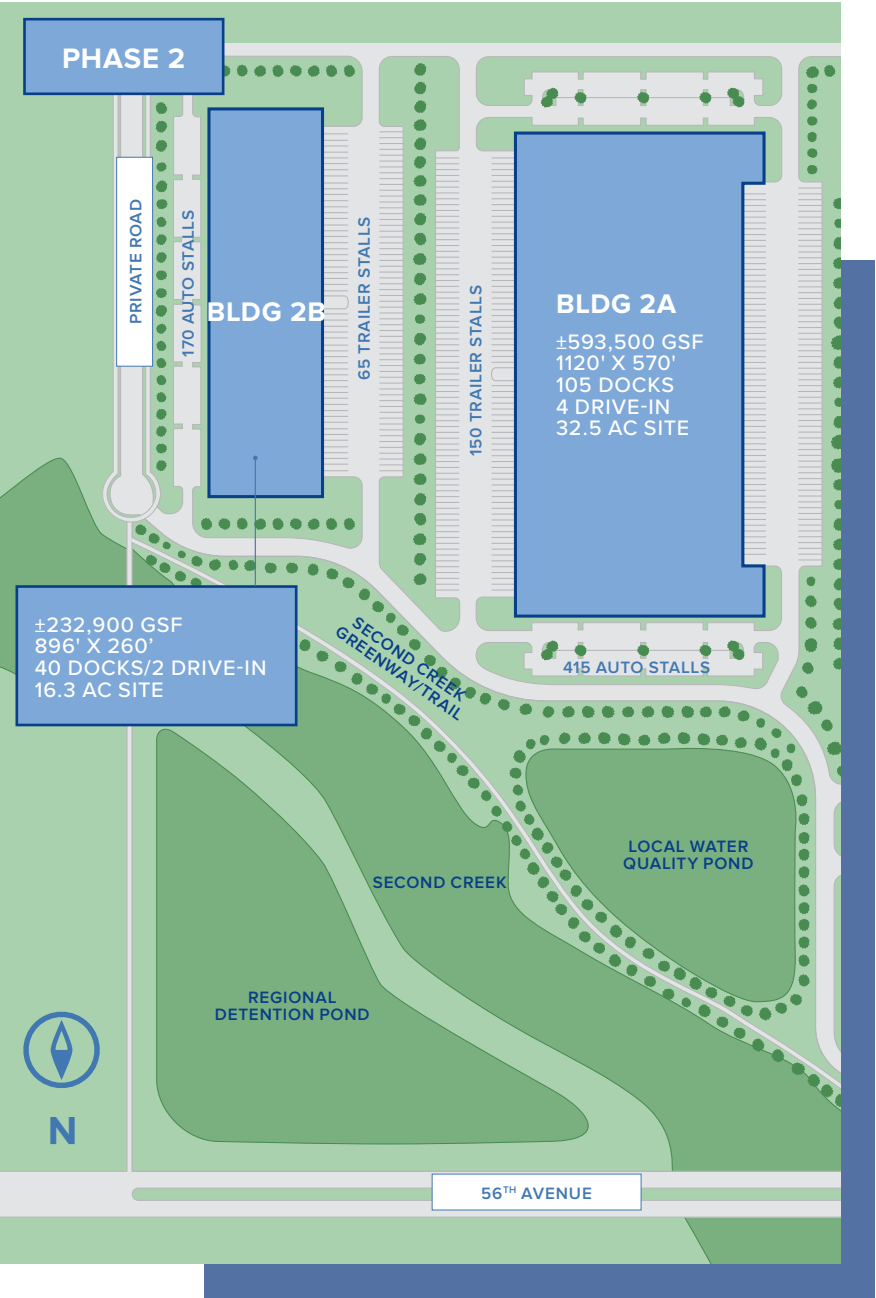 PHASE 2
PRIVATE ROAD
170 AUTO STALLS
BLDG 2B
65 TRAILER STALLS
150 TRAILER STALLS
BLDG 2A
±593,500 GSF
1120' X 570'
105 DOCKS
4 DRIVE-IN
32.5 AC SITE
±232,900 GSF
896' X 260’
40 DOCKS/2 DRIVE-IN
16.3 AC SITE
SECOND CREEK
GREENWAY/TRAIL
415 AUTO STALLS
LOCAL WATER
QUALITY POND
SECOND CREEK
REGIONAL
DETENTION POND
N
56TH AVENUE